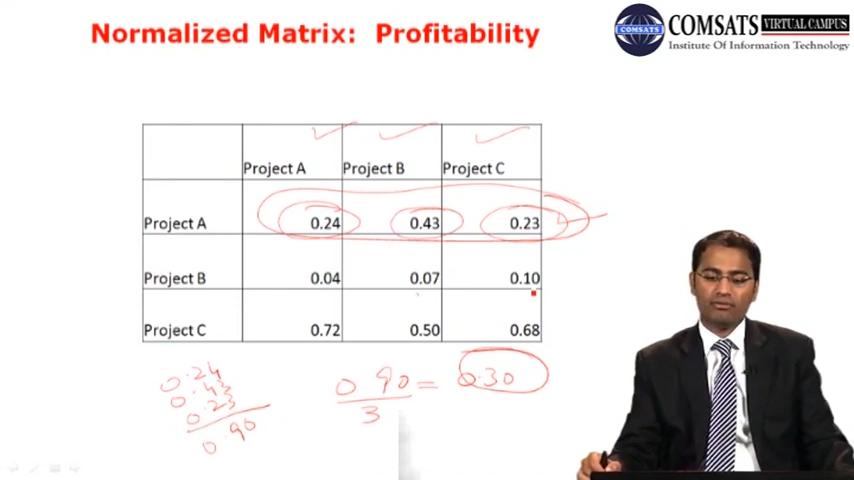 Normalized Matrix: Profitability
COMSATS
COMSATS VIRTUAL CAMPUS
Institute Of Information Technology
Project A Project B Project C
Project A 0.24 0.43 0.23
Project B 0.04 0.07 0.10
Project C 0.72 0.50 0.68
0.24
0.43
0.23
0.90
0 90 = 0.30
3